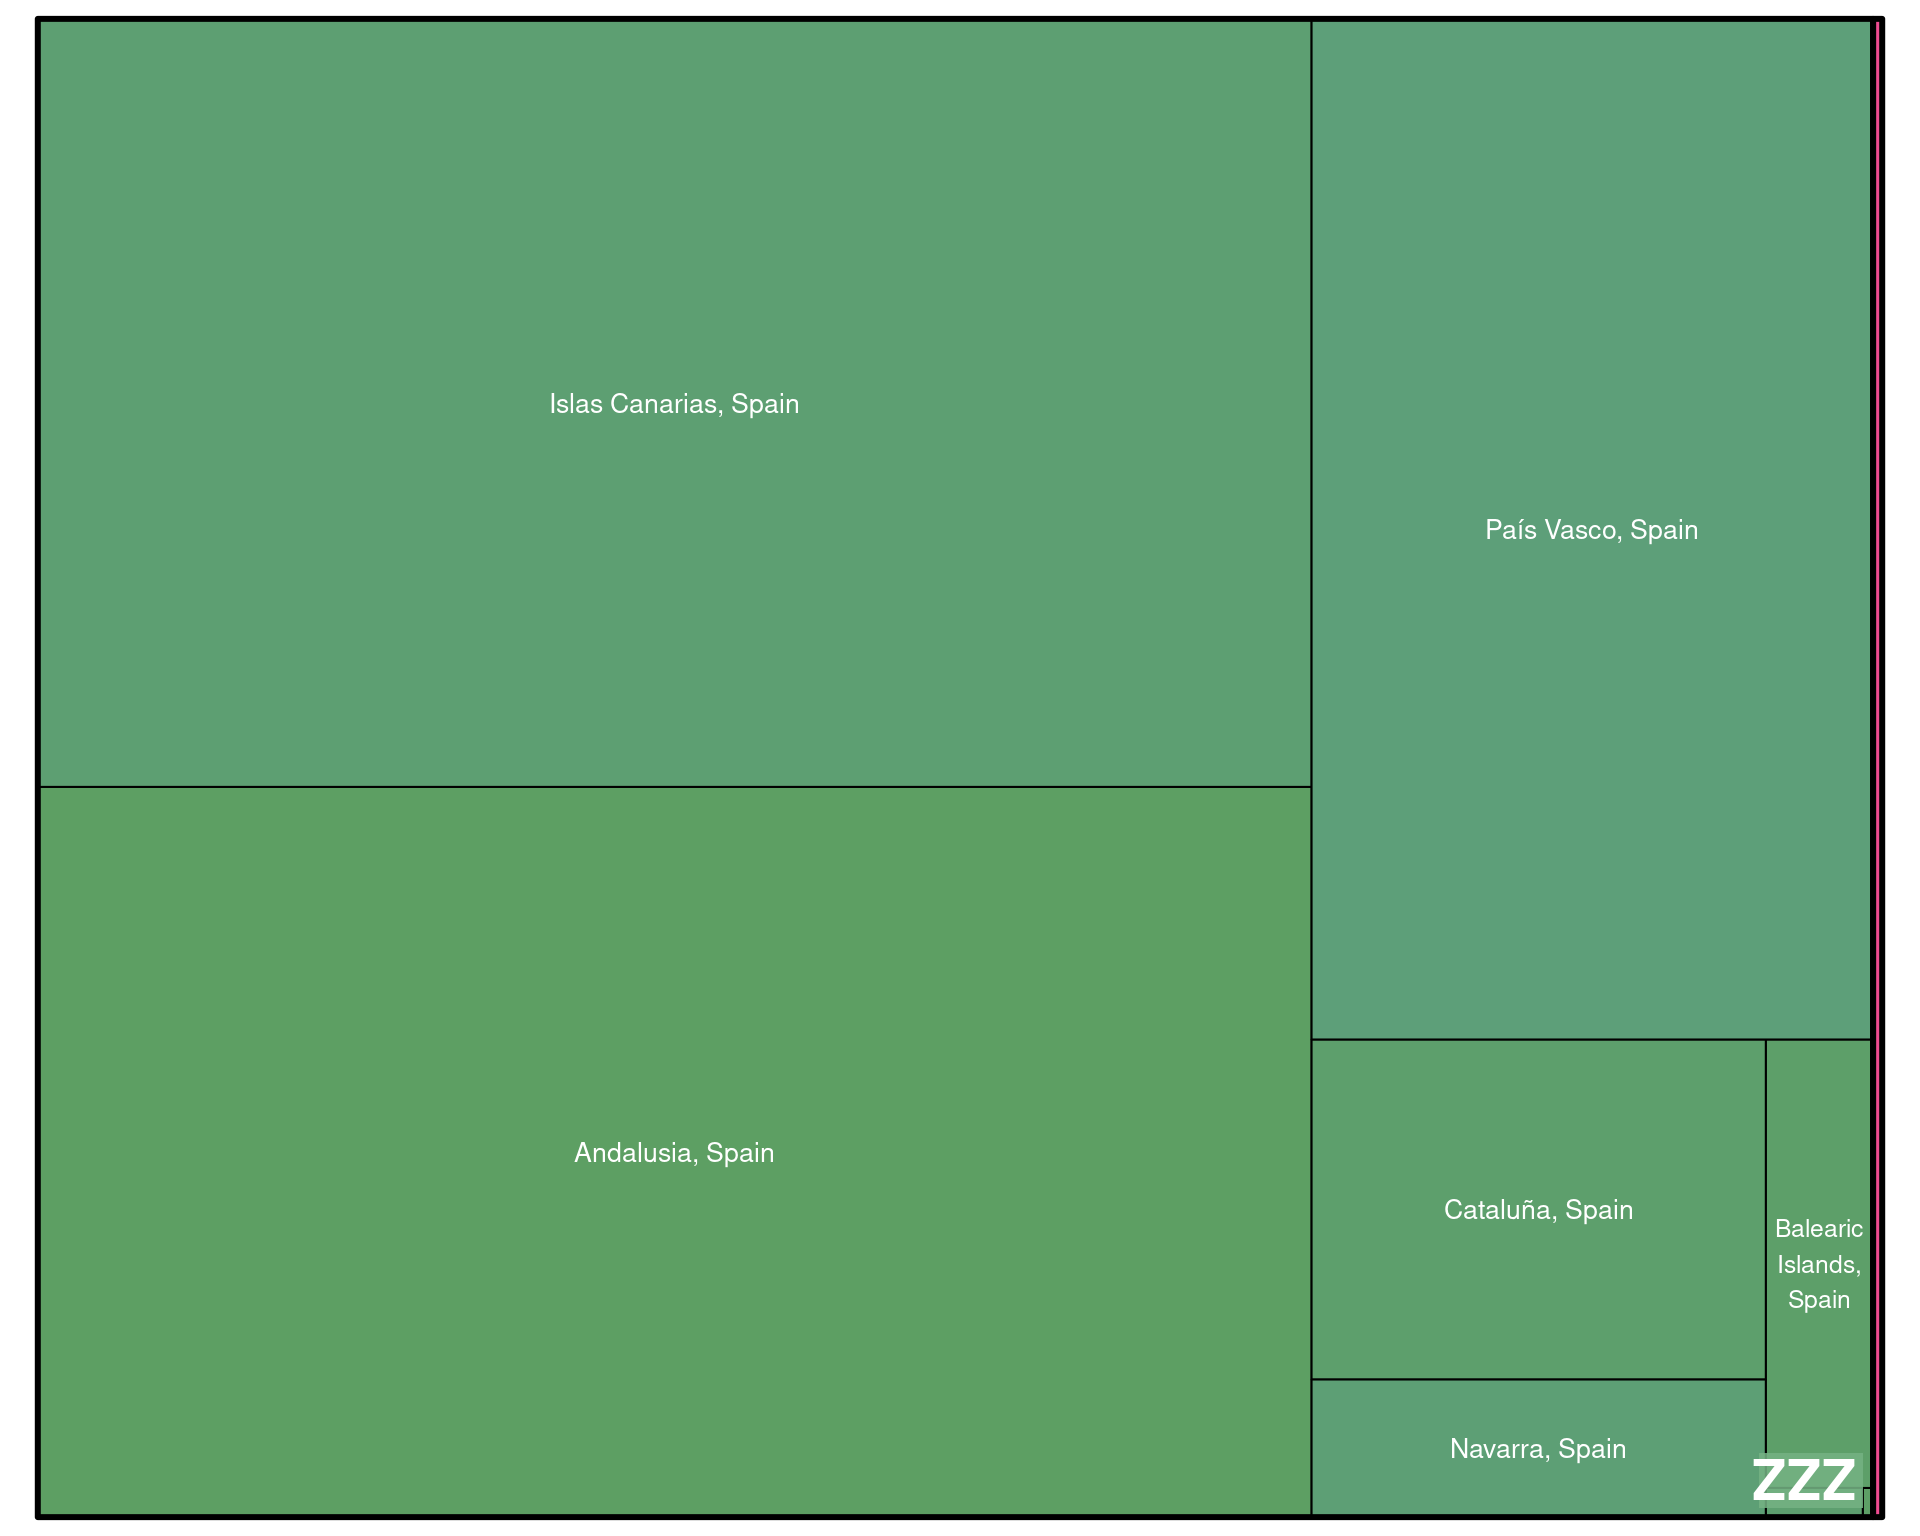 Islas Canarias, Spain
País Vasco, Spain
Andalusia, Spain
Cataluña, Spain
Balearic
Islands,
Spain
Navarra, Spain
ZZZ